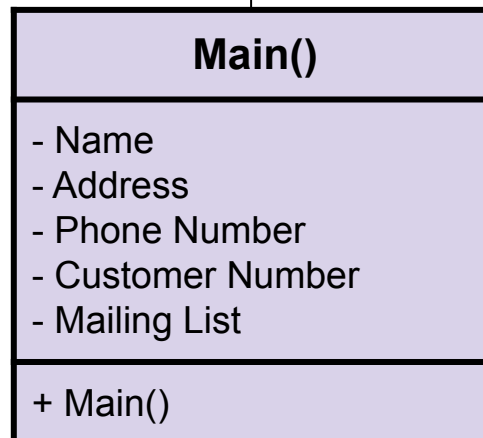 Main()
- Name
- Address
- Phone Number
- Customer Number
- Mailing List
+ Main()